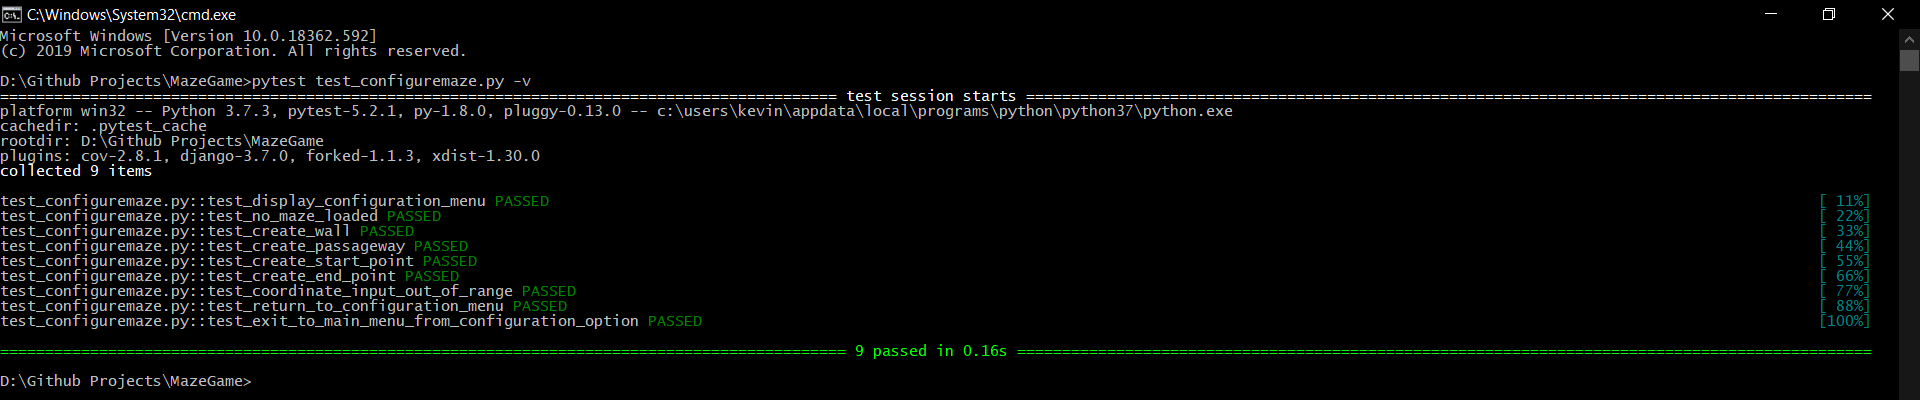 C:\Windows\System32\cmd.exe
Microsoft Windows [Version 10.0.18362.592]
(c) 2019 Microsoft Corporation. All rights reserved.
D:\Github Projects\MazeGame>pytest test_configuremaze.py -v
============================================================================================= test session starts ==============================================================================================
platform win32 -- Python 3.7.3, pytest-5.2.1, py-1.8.0, pluggy-0.13.0 -- c:\users\kevin\appdata\local\programs\python\python37\python.exe
cachedir: .pytest_cache
rootdir: D:\Github Projects\MazeGame
plugins: cov-2.8.1, django-3.7.0, forked-1.1.3, xdist-1.30.0
collected 9 items
test_configuremaze.py::test_display_configuration_menu PASSED [ 11%]
test_configuremaze.py::test_no_maze_loaded PASSED [ 22%]
test_configuremaze.py::test_create_wall PASSED [ 33%]
test_configuremaze.py::test_create_passageway PASSED [ 44%]
test_configuremaze.py::test_create_start_point PASSED [ 55%]
test_configuremaze.py::test_create_end_point PASSED [ 66%]
test_configuremaze.py::test_coordinate_input_out_of_range PASSED [ 77%]
test_configuremaze.py::test_return_to_configuration_menu PASSED [ 88%]
test_configuremaze.py::test_exit_to_main_menu_from_configuration_option PASSED [100%]
============================================================================================== 9 passed in 0.16s ===============================================================================================
D:\Github Projects\MazeGame>